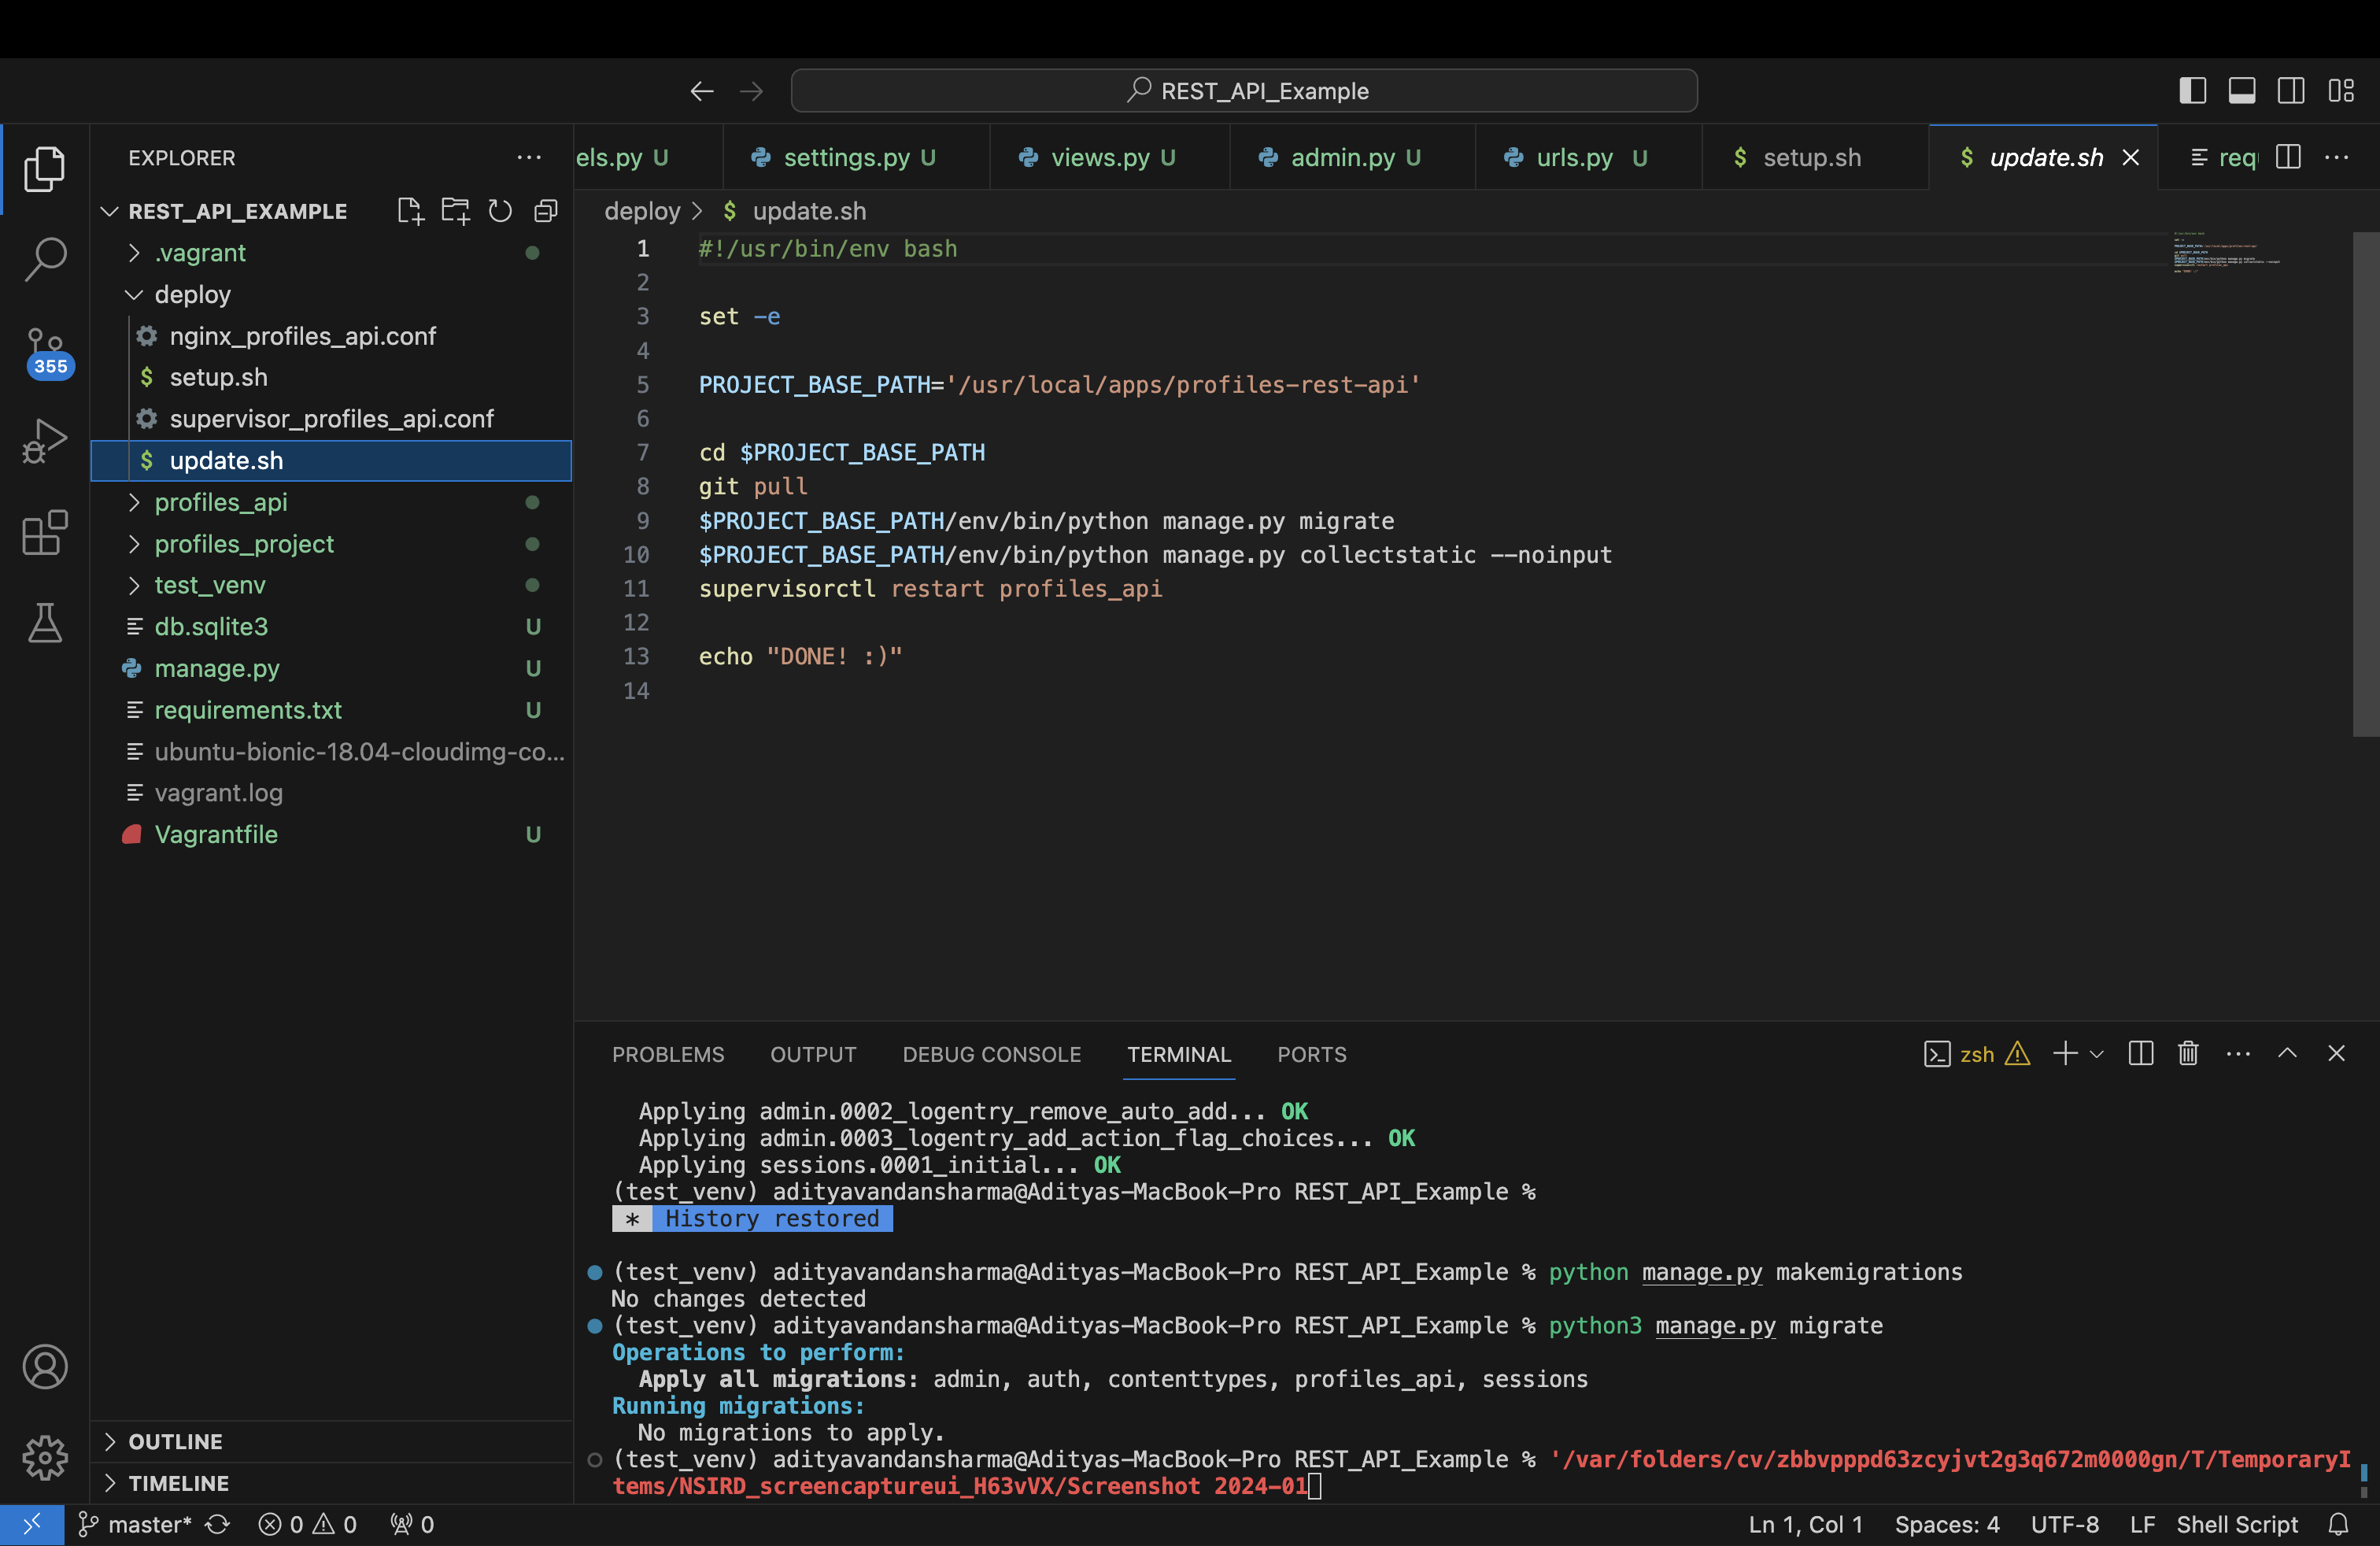 REST_API_Example
EXPLORER
els.py U
settings.py U
views.py U
admin.py U
urls.py U
$ setup.sh
$ update.sh
req
REST_API_EXAMPLE
.vagrant
deploy
nginx_profiles_api.conf
$ setup.sh
supervisor_profiles_api.conf
$ update.sh
profiles_api
profiles_project
test_venv
db.sqlite3 U
manage.py U
requirements.txt U
ubuntu-bionic-18.04-cloudimg-co...
vagrant.log
Vagrantfile U
355
OUTLINE
TIMELINE
deploy > $ update.sh
1 #!/usr/bin/env bash
2
3 set -e
4
5 PROJECT_BASE_PATH='/usr/local/apps/profiles-rest-api'
6
7 cd $PROJECT_BASE_PATH
8 git pull
9 $PROJECT_BASE_PATH/env/bin/python manage.py migrate
10 $PROJECT_BASE_PATH/env/bin/python manage.py collectstatic --noinput
11 supervisorctl restart profiles_api
12
13 echo "DONE! :)"
14
PROBLEMS OUTPUT DEBUG CONSOLE TERMINAL PORTS
zsh
Applying admin.0002_logentry_remove_auto_add... OK
Applying admin.0003_logentry_add_action_flag_choices... OK
Applying sessions.0001_initial... OK
(test_venv) adityavandansharma@Adityas-MacBook-Pro REST_API_Example %
* History restored
(test_venv) adityavandansharma@Adityas-MacBook-Pro REST_API_Example % python manage.py makemigrations
No changes detected
(test_venv) adityavandansharma@Adityas-MacBook-Pro REST_API_Example % python3 manage.py migrate
Operations to perform:
Apply all migrations: admin, auth, contenttypes, profiles_api, sessions
Running migrations:
No migrations to apply.
(test_venv) adityavandansharma@Adityas-MacBook-Pro REST_API_Example % '/var/folders/cv/zbbvpppd63zcyjvt2g3q672m0000gn/T/TemporaryI
tems/NSIRD_screencaptureui_H63vVX/Screenshot 2024-01
master* 0 0 0
Ln 1, Col 1 Spaces: 4 UTF-8 LF Shell Script